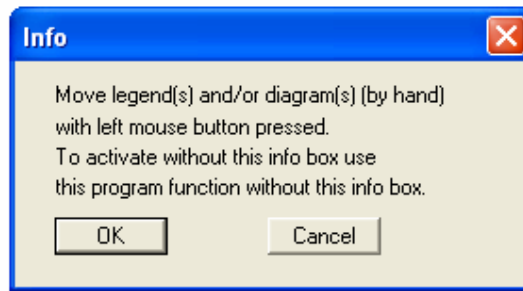 Info
Move legend(s) and/or diagram(s) (by hand)
with left mouse button pressed.
To activate without this info box use
this program function without this info box.
OK Cancel